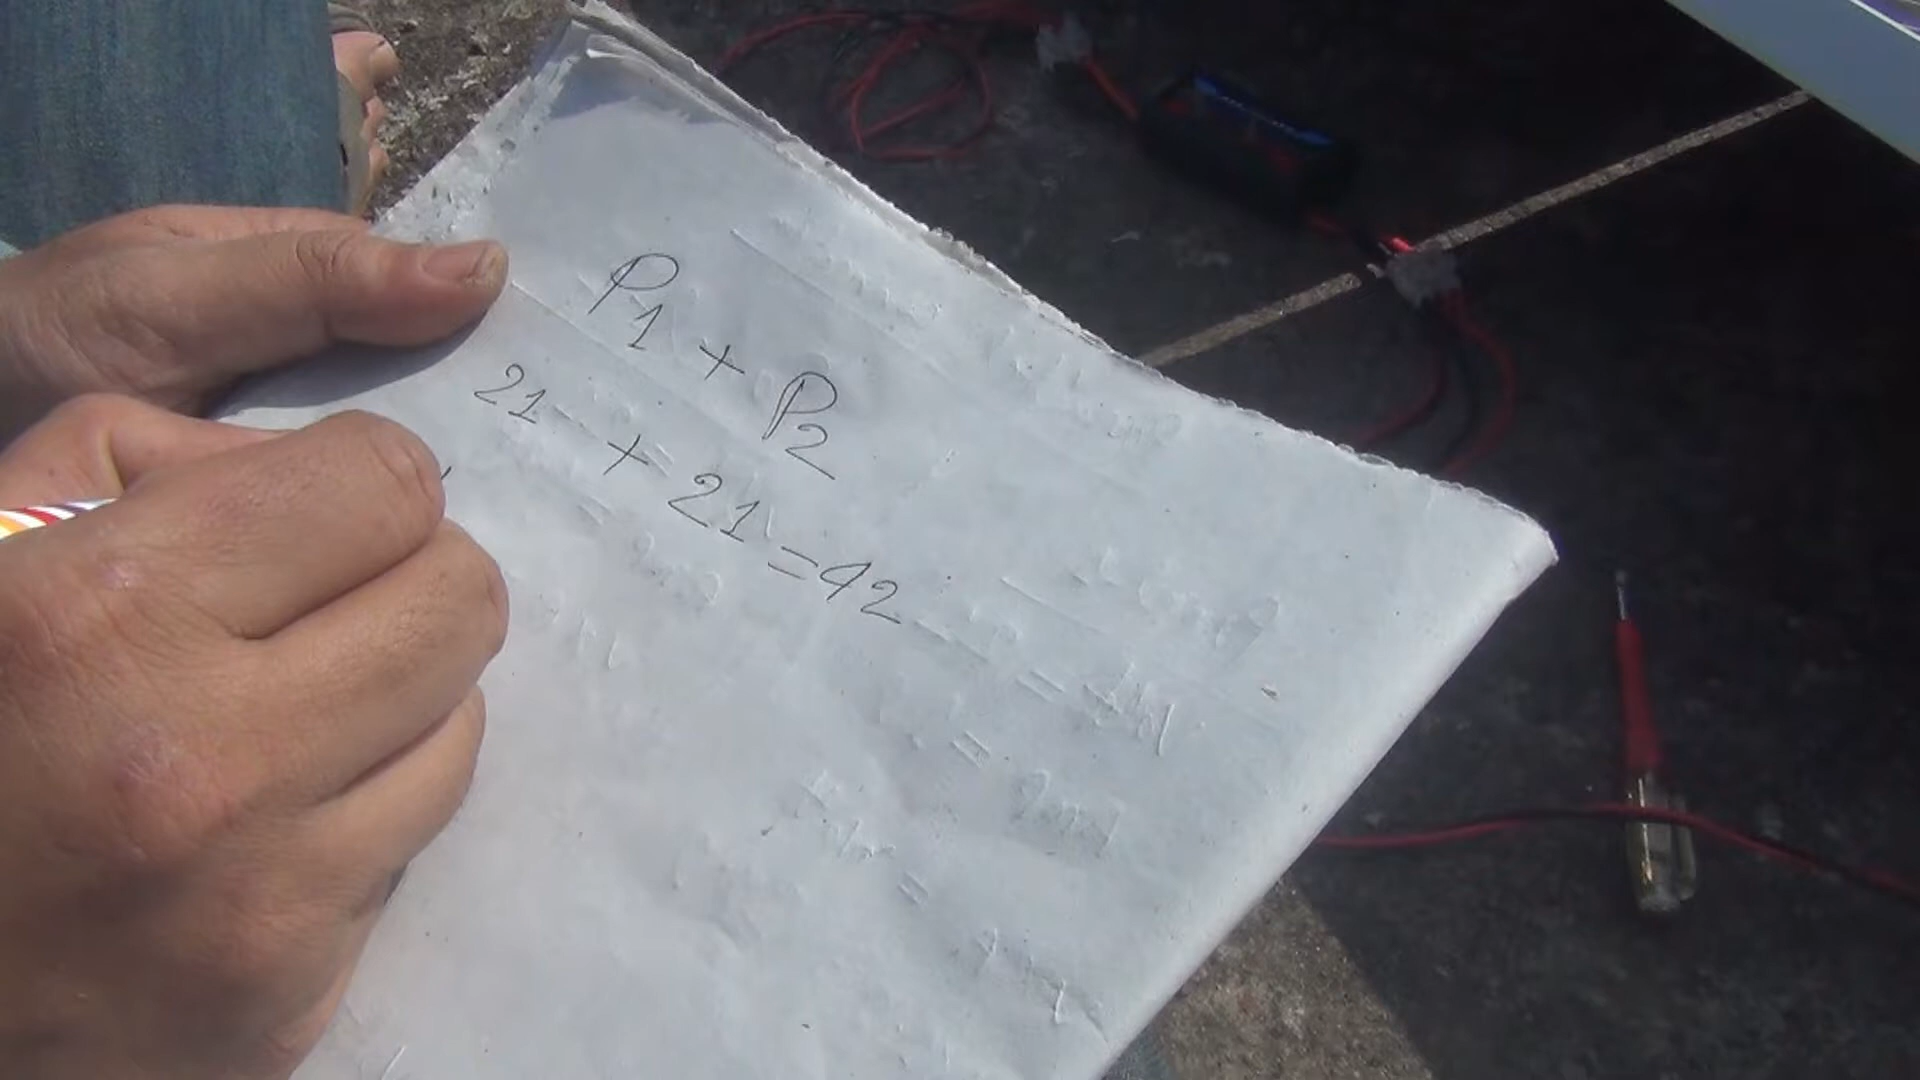 P1 + P2
21 + 21 = 42